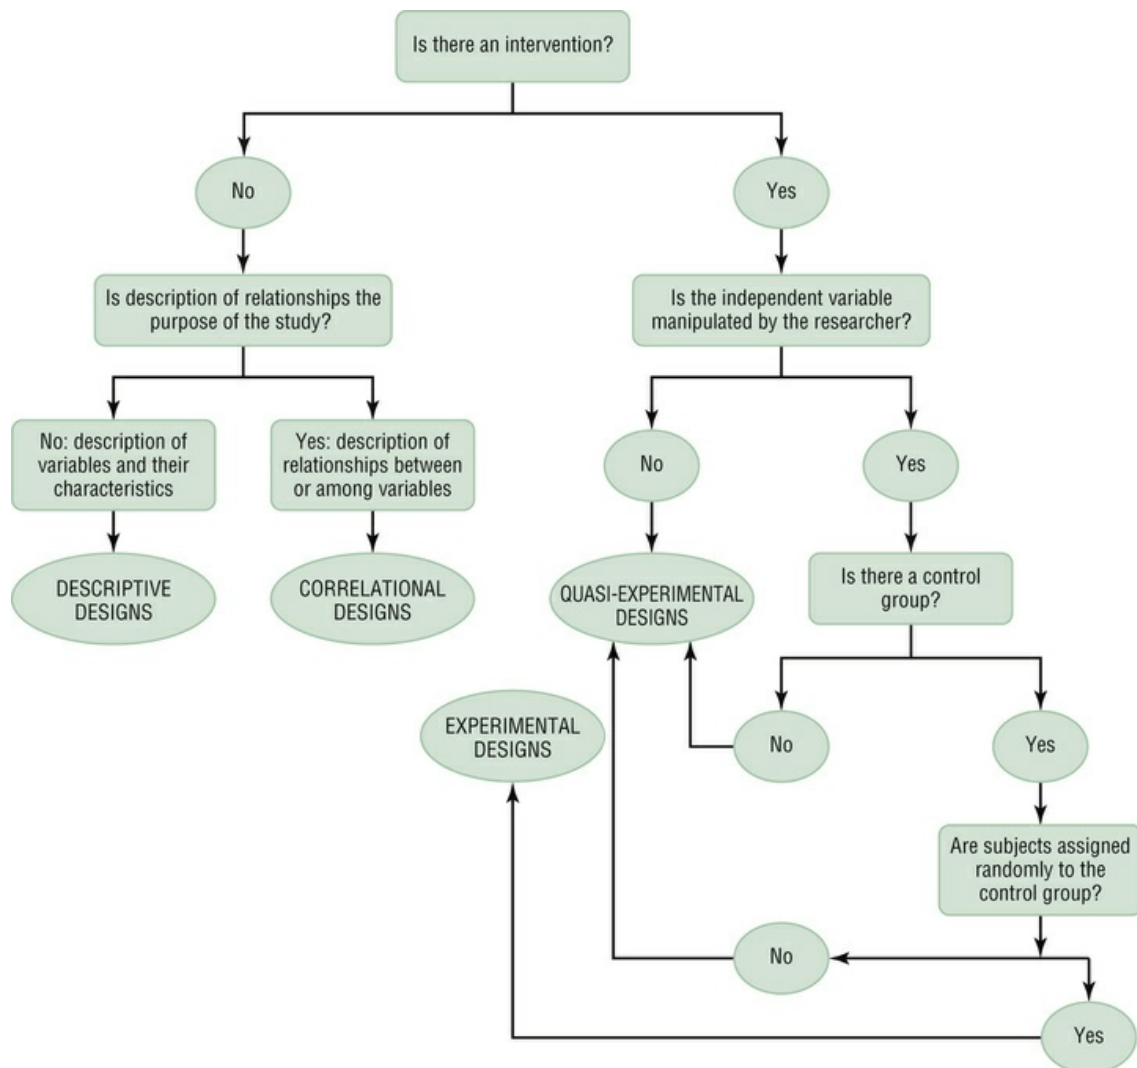 Is there an intervention?
No
Yes
Is description of relationships the
purpose of the study?
Is the independent variable
manipulated by the researcher?
No: description of
variables and their
characteristics
Yes: description of
relationships between
or among variables
No
Yes
DESCRIPTIVE
DESIGNS
CORRELATIONAL
DESIGNS
QUASI-EXPERIMENTAL
DESIGNS
Is there a control
group?
EXPERIMENTAL
DESIGNS
No
Yes
Are subjects assigned
randomly to the
control group?
No
Yes